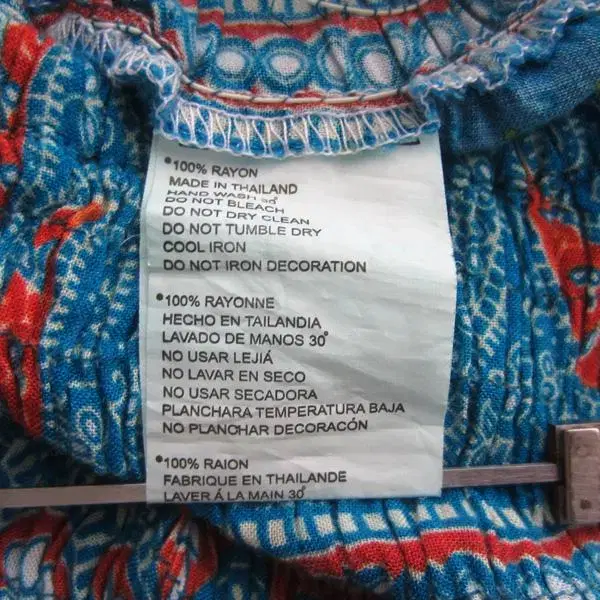 •100% RAYON
MADE IN THAILAND
HAND WASH 30°
DO NOT BLEACH
DO NOT DRY CLEAN
DO NOT TUMBLE DRY
COOL IRON
DO NOT IRON DECORATION
•100% RAYONNE
HECHO EN TAILANDIA
LAVADO DE MANOS 30°
NO USAR LEJIÁ
NO LAVAR EN SECO
NO USAR SECADORA
PLANCHARA TEMPERATURA BAJA
NO PLANCHAR DECORACÓN
•100% RAION
FABRIQUE EN THAILANDE
LAVER Á LA MAIN 30°